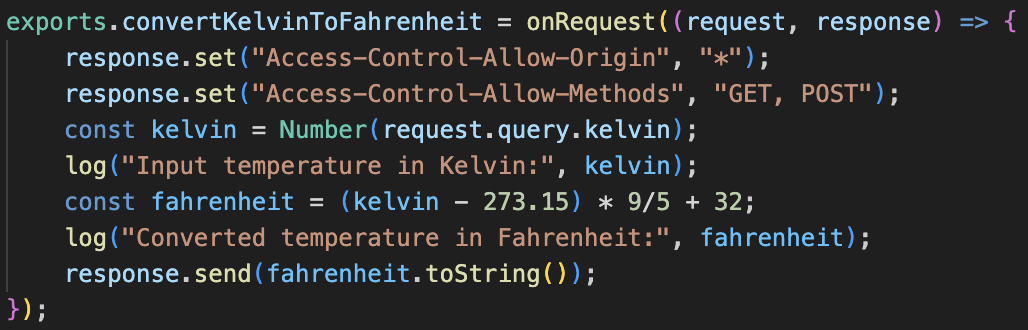 exports.convertKelvinToFahrenheit = onRequest((request, response) => {
    response.set("Access-Control-Allow-Origin", "*");
    response.set("Access-Control-Allow-Methods", "GET, POST");
    const kelvin = Number(request.query.kelvin);
    log("Input temperature in Kelvin:", kelvin);
    const fahrenheit = (kelvin - 273.15) * 9/5 + 32;
    log("Converted temperature in Fahrenheit:", fahrenheit);
    response.send(fahrenheit.toString());
});